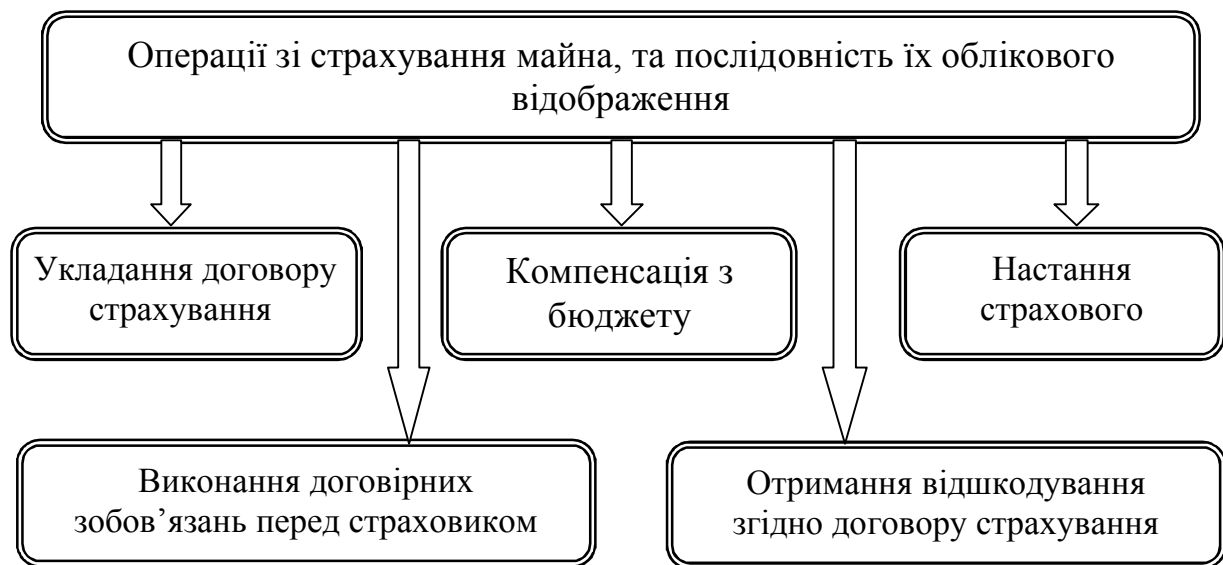 Операції зі страхування майна, та послідовність їх облікового
відображення
Укладання договору
страхування
Компенсація з
бюджету
Настання
страхового
Виконання договірних
зобов’язань перед страховиком
Отримання відшкодування
згідно договору страхування